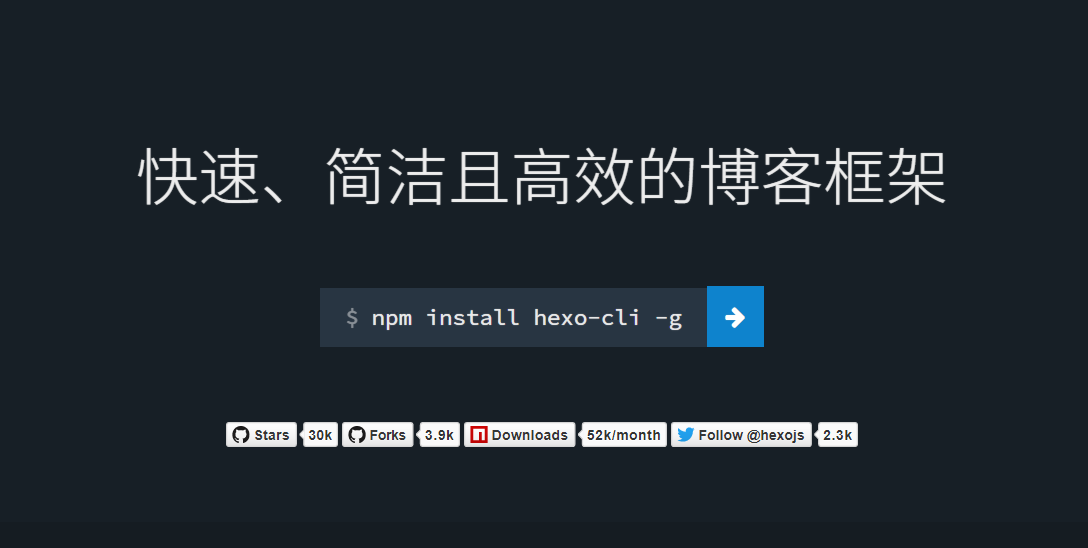 快速、简洁且高效的博客框架
$ npm install hexo-cli -g
Stars 30k Forks 3.9k Downloads 52k/month Follow @hexojs 2.3k